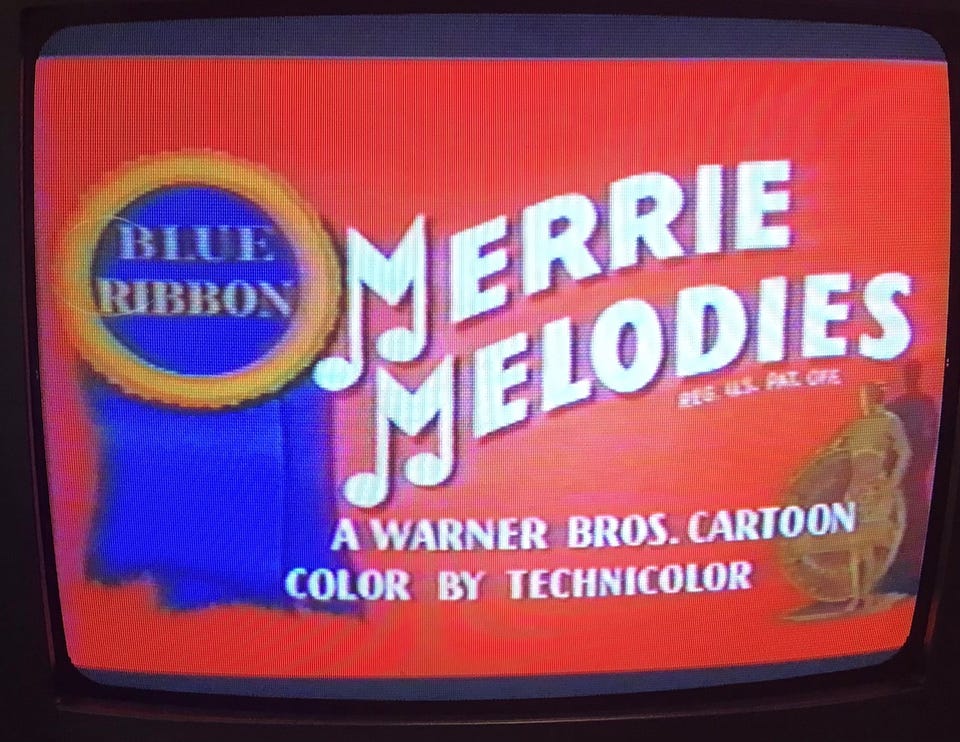 BLUE
RIBBON
MERRIE
MELODIES
REG. U.S. PAT. OFF.
A WARNER BROS. CARTOON
COLOR BY TECHNICOLOR